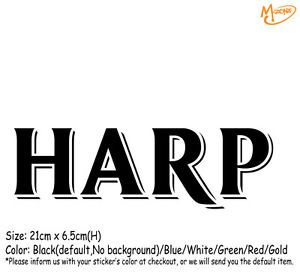 HARP
Size: 21cm x 6.5cm(H)
Color: Black(default,No background)/Blue/White/Green/Red/Gold
*Please inform us with your sticker's color at checkout, or we will send you the default item.